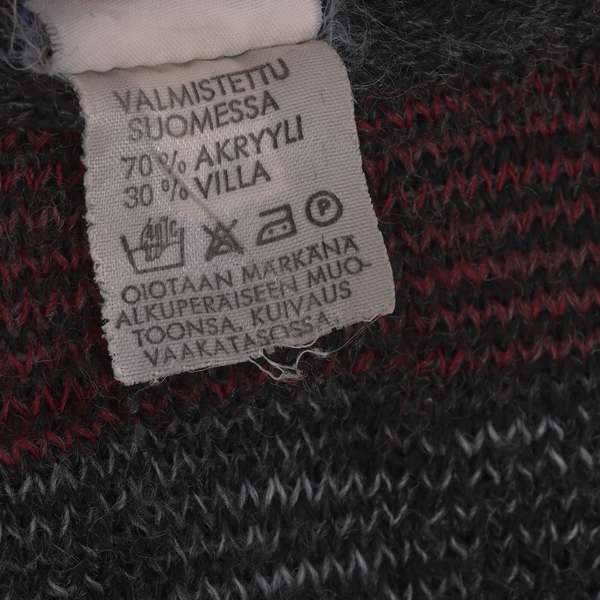 VALMISTETTU
SUOMESSA
70 % AKRYYLI
30 % VILLA
40°C P
OIOTAAN MÄRKÄNÄ
ALKUPERÄISEEN MUO-
TOONSA. KUIVAUS
VAAKATASOSSA.